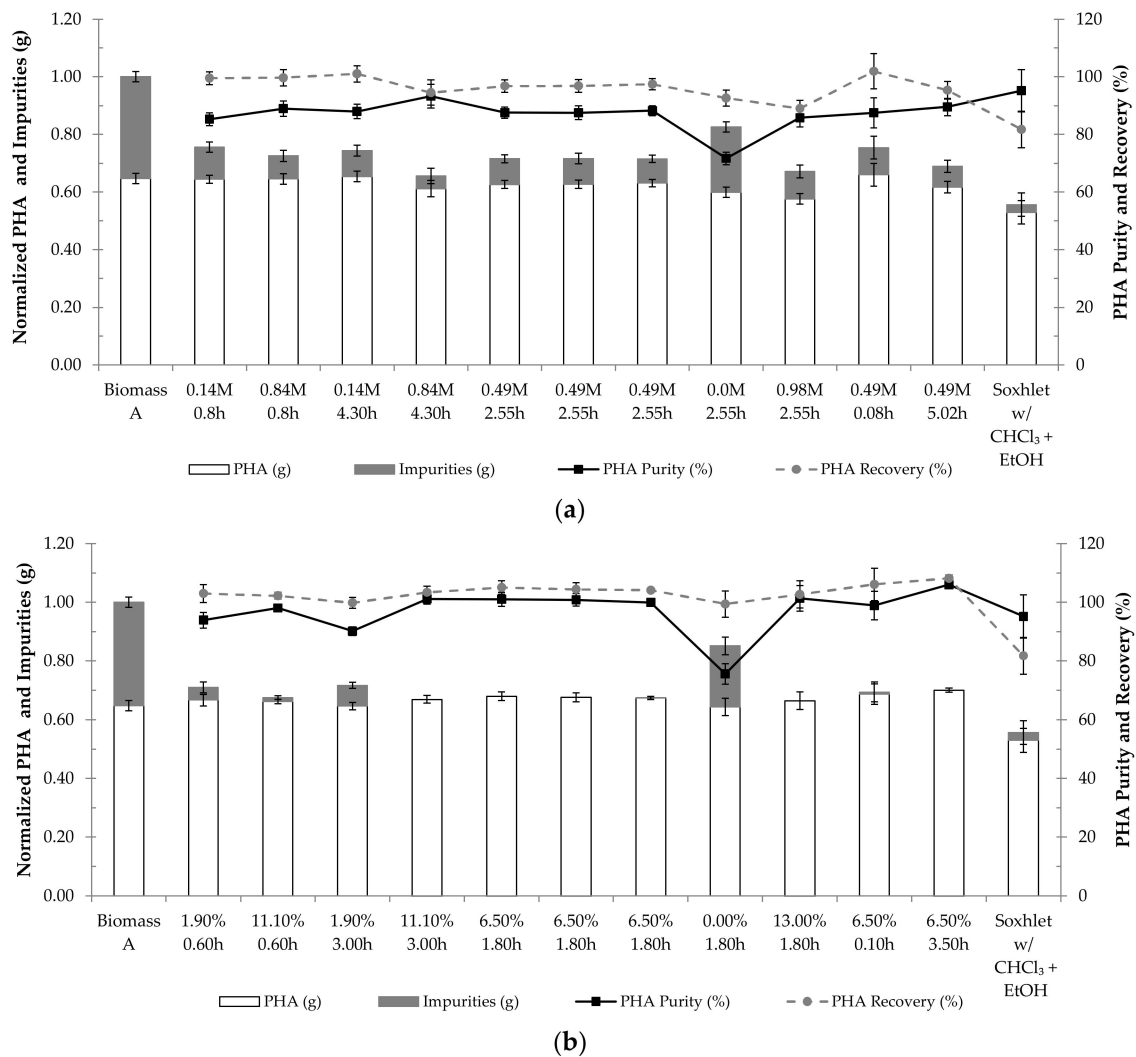 Normalized PHA and Impurities (g)
1.20
1.00
0.80
0.60
0.40
0.20
0.00
120
100
80
60
40
20
0
PHA Purity and Recovery (%)
Biomass 0.14M 0.84M 0.14M 0.84M 0.49M 0.49M 0.49M 0.0M 0.98M 0.49M 0.49M Soxhlet
A 0.8h 0.8h 4.30h 4.30h 2.55h 2.55h 2.55h 2.55h 2.55h 0.08h 5.02h w/
CHCl₃ +
EtOH
PHA (g) Impurities (g) PHA Purity (%) PHA Recovery (%)
(a)
Normalized PHA and Impurities (g)
1.20
1.00
0.80
0.60
0.40
0.20
0.00
120
100
80
60
40
20
0
PHA Purity and Recovery (%)
Biomass 1.90% 11.10% 1.90% 11.10% 6.50% 6.50% 6.50% 0.00% 13.00% 6.50% 6.50% Soxhlet
A 0.60h 0.60h 3.00h 3.00h 1.80h 1.80h 1.80h 1.80h 1.80h 0.10h 3.50h w/
CHCl₃ +
EtOH
PHA (g) Impurities (g) PHA Purity (%) PHA Recovery (%)
(b)